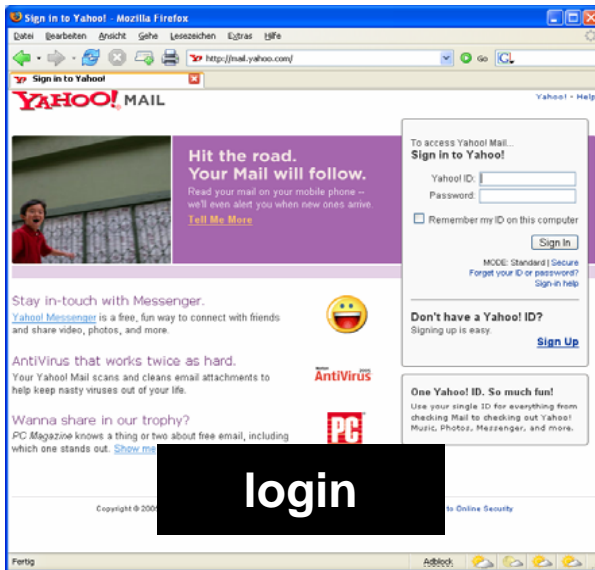 Sign in to Yahoo! - Mozilla Firefox
Datei Bearbeiten Ansicht Gehe Lesezeichen Extras Hilfe
http://mail.yahoo.com/ Go
Sign in to Yahoo!
YAHOO! MAIL
Yahoo! - Help
Hit the road.
Your Mail will follow.
Read your mail on your mobile phone --
we'll even alert you when new ones arrive.
Tell Me More
To access Yahoo! Mail...
Sign in to Yahoo!
Yahoo! ID:
Password:
Remember my ID on this computer
Sign In
MODE: Standard | Secure
Forget your ID or password?
Sign-in help
Don't have a Yahoo! ID?
Signing up is easy.
Sign Up
Stay in-touch with Messenger.
Yahoo! Messenger is a free, fun way to connect with friends
and share video, photos, and more.
AntiVirus that works twice as hard.
Your Yahoo! Mail scans and cleans email attachments to
help keep nasty viruses out of your life.
AntiVirus
One Yahoo! ID. So much fun!
Use your single ID for everything from
checking Mail to checking out Yahoo!
Music, Photos, Messenger, and more.
Wanna share in our trophy?
PC Magazine knows a thing or two about free email, including
which one stands out. Show me
PC
login
Copyright © 200
to Online Security
Fertig
Adblock